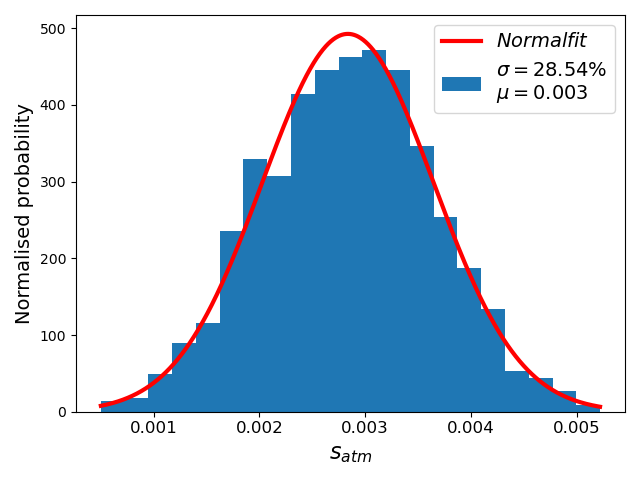 Normalfit
σ = 28.54%
μ = 0.003
Normalised probability
500
400
300
200
100
0
0.001 0.002 0.003 0.004 0.005
s_atm